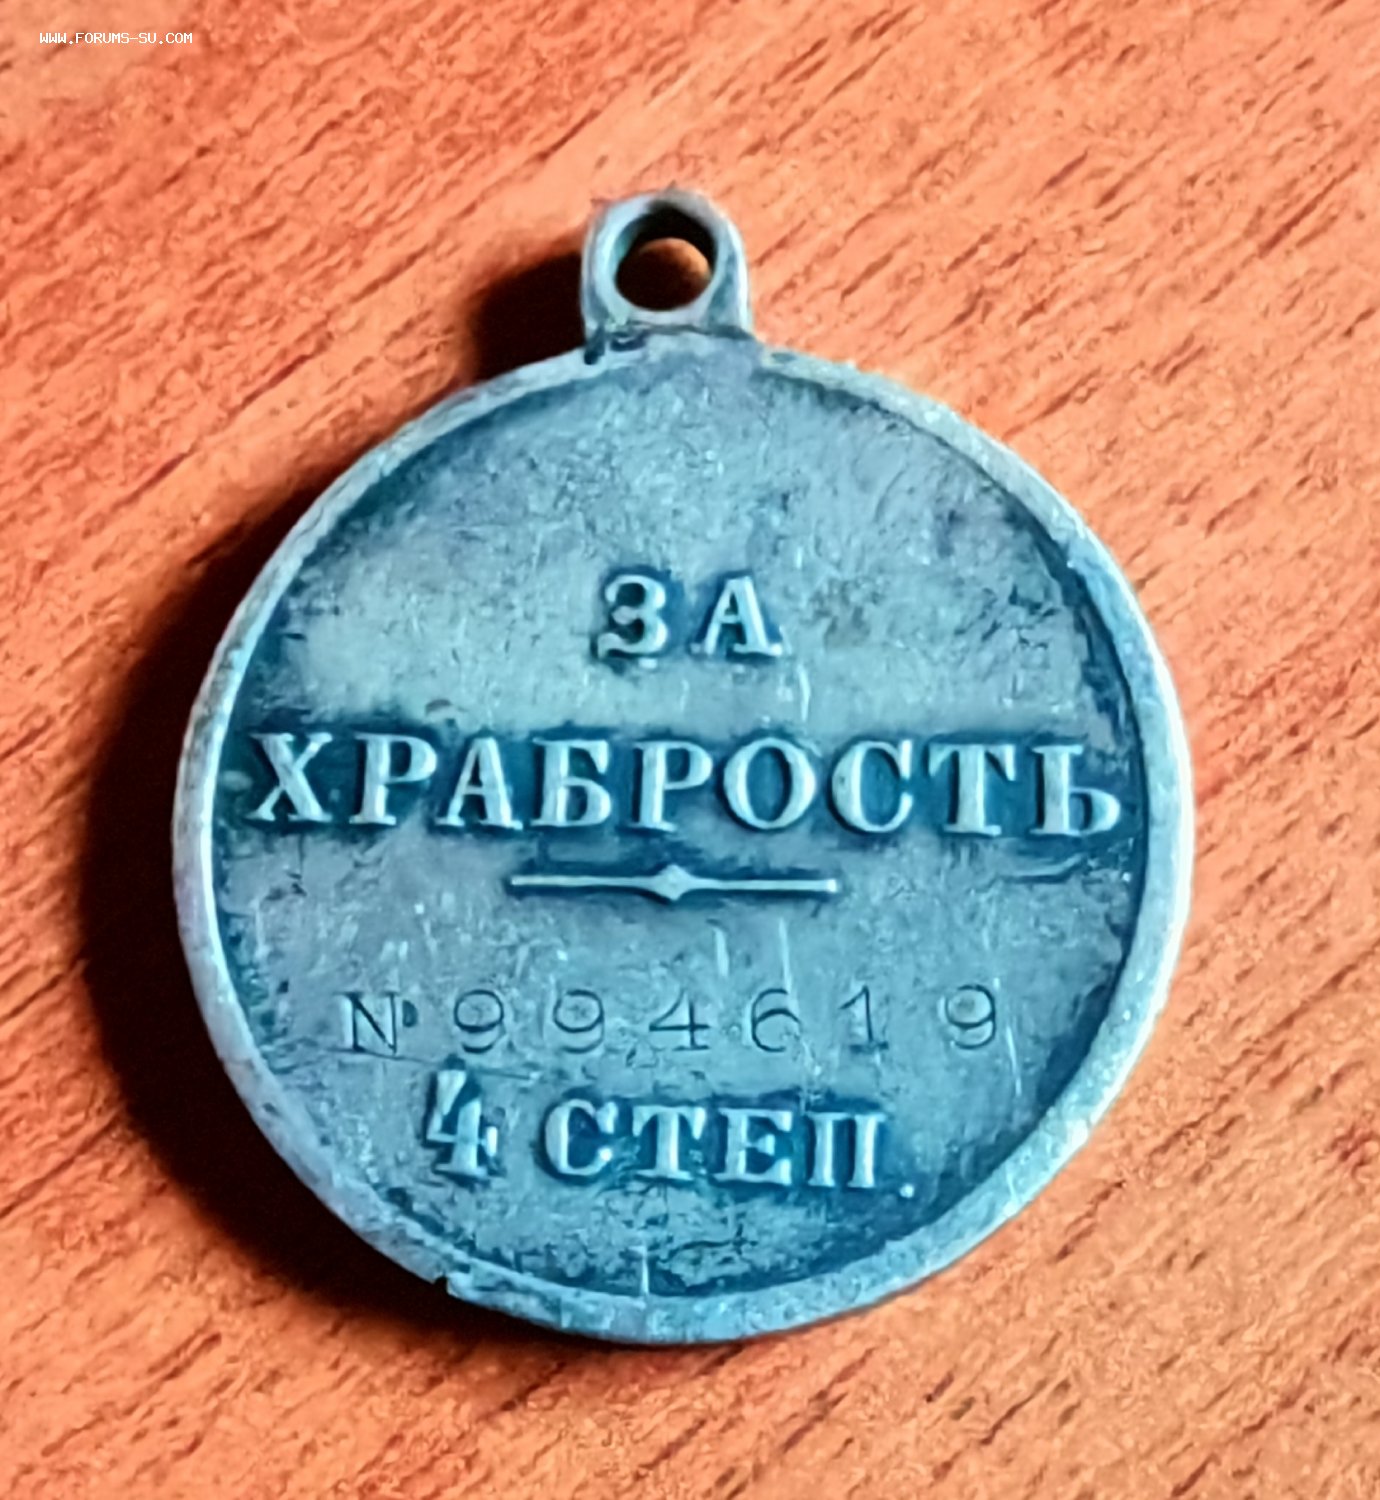 WWW.FORUMS-SU.COM
ЗА
ХРАБРОСТЬ
№ 994619
4 СТЕП.